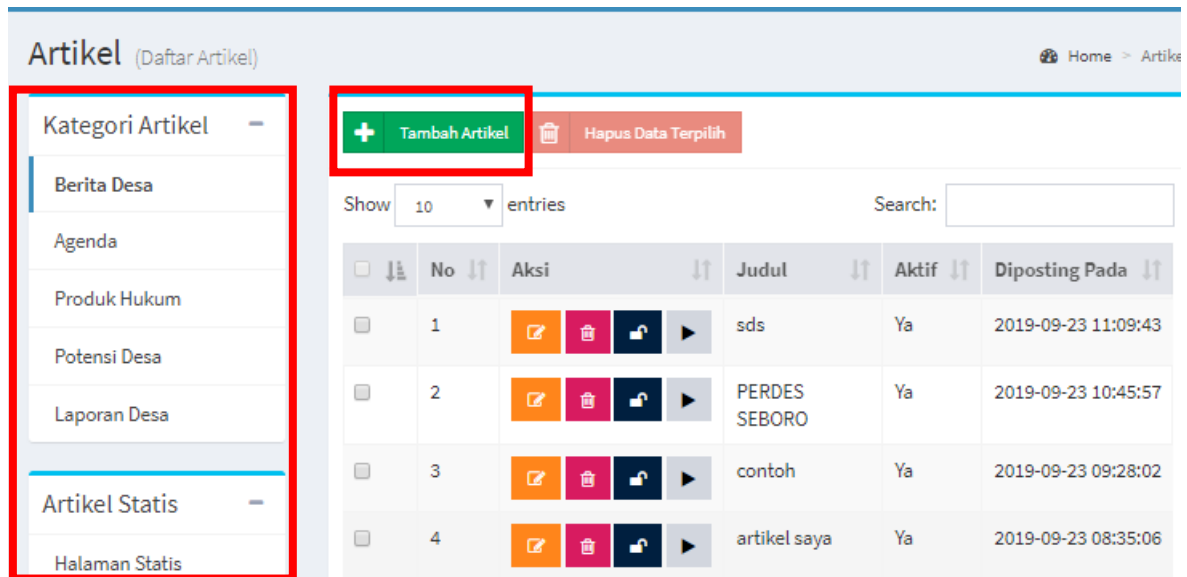 Artikel (Daftar Artikel)
Home > Artike
Kategori Artikel
Berita Desa
Agenda
Produk Hukum
Potensi Desa
Laporan Desa
Artikel Statis
Halaman Statis
Tambah Artikel Hapus Data Terpilih
Show 10 entries Search:
No Aksi Judul Aktif Diposting Pada
1 sds Ya 2019-09-23 11:09:43
2 PERDES SEBORO Ya 2019-09-23 10:45:57
3 contoh Ya 2019-09-23 09:28:02
4 artikel saya Ya 2019-09-23 08:35:06